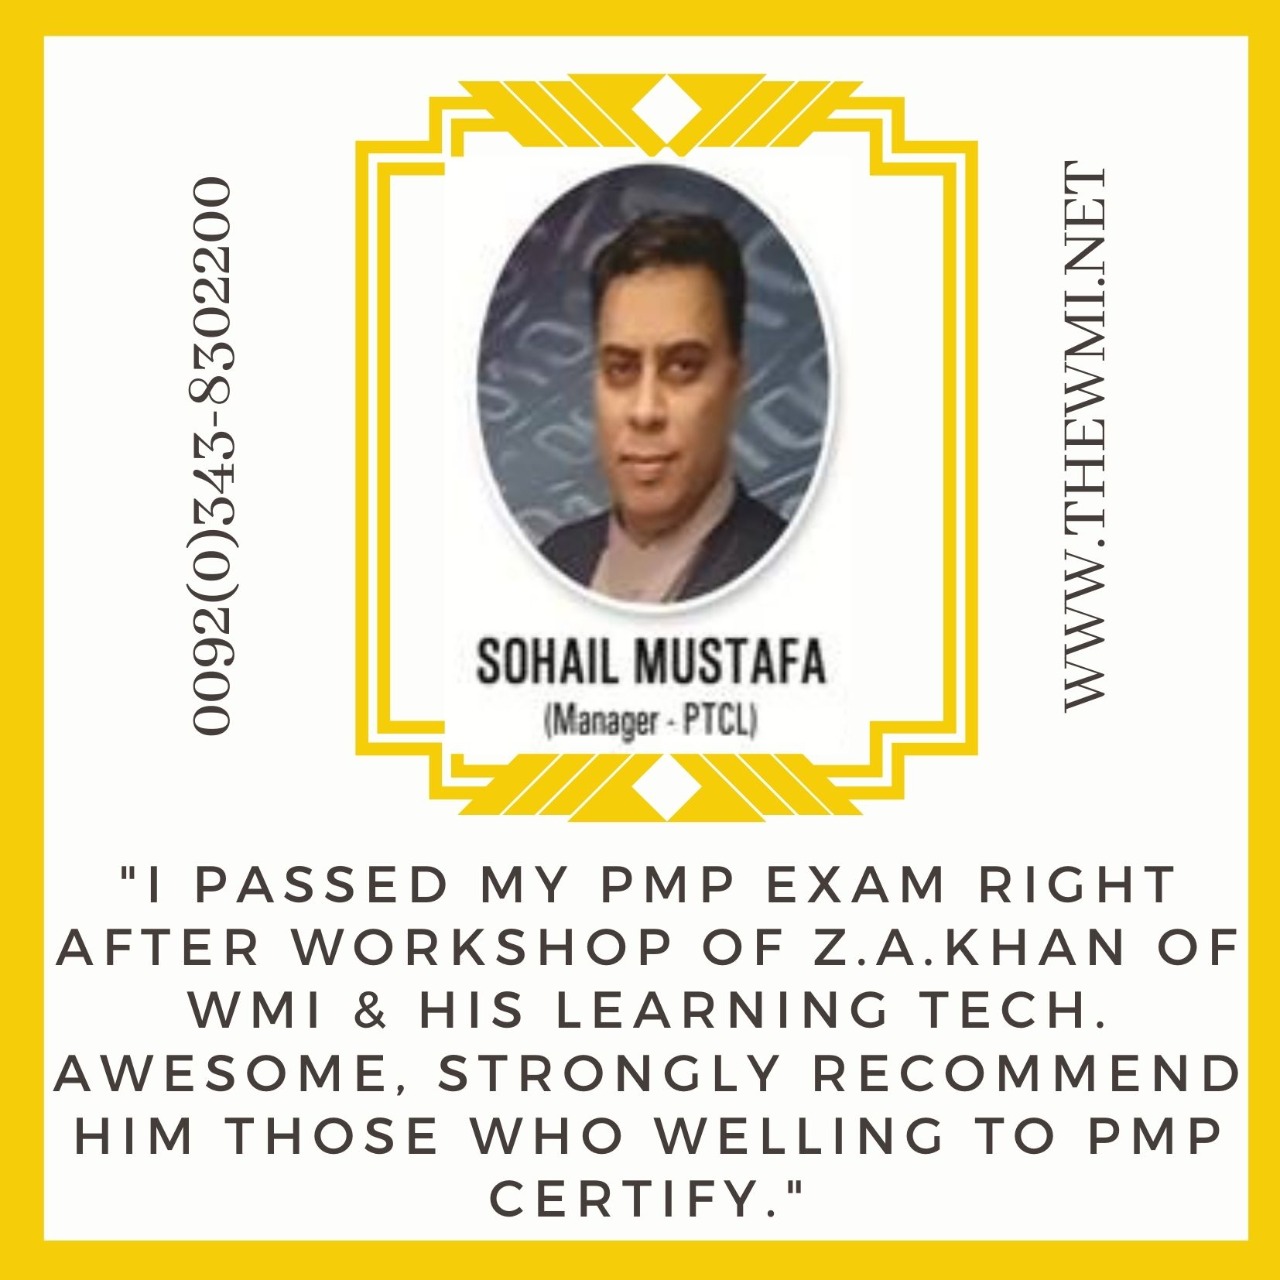 0092(0)343-8302200
WWW.THEWMI.NET
SOHAIL MUSTAFA
(Manager - PTCL)
"I PASSED MY PMP EXAM RIGHT
AFTER WORKSHOP OF Z.A.KHAN OF
WMI & HIS LEARNING TECH.
AWESOME, STRONGLY RECOMMEND
HIM THOSE WHO WELLING TO PMP
CERTIFY."